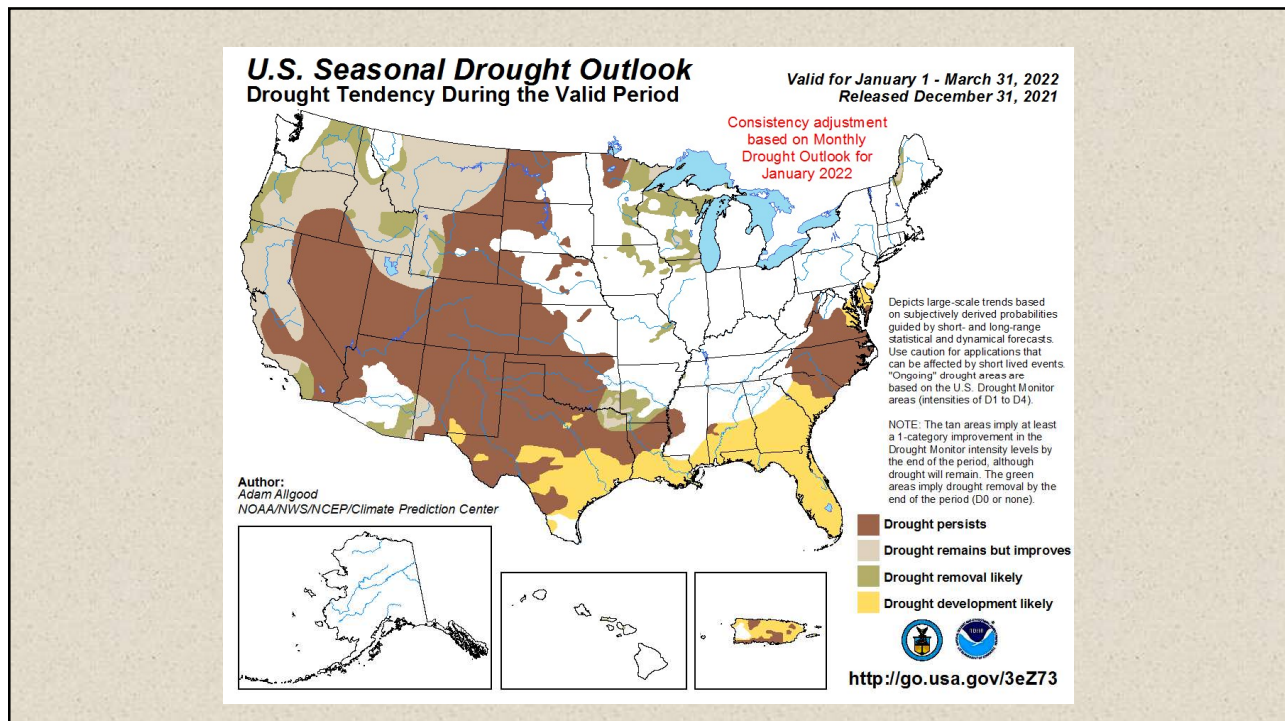 U.S. Seasonal Drought Outlook
Drought Tendency During the Valid Period
Valid for January 1 - March 31, 2022
Released December 31, 2021
Consistency adjustment
based on Monthly
Drought Outlook for
January 2022
Depicts large-scale trends based
on subjectively derived probabilities
guided by short- and long-range
statistical and dynamical forecasts.
Use caution for applications that
can be affected by short lived events.
"Ongoing" drought areas are
based on the U.S. Drought Monitor
areas (intensities of D1 to D4).
NOTE: The tan areas imply at least
a 1-category improvement in the
Drought Monitor intensity levels by
the end of the period, although
drought will remain. The green
areas imply drought removal by the
end of the period (D0 or none).
Author:
Adam Allgood
NOAA/NWS/NCEP/Climate Prediction Center
Drought persists
Drought remains but improves
Drought removal likely
Drought development likely
http://go.usa.gov/3eZ73